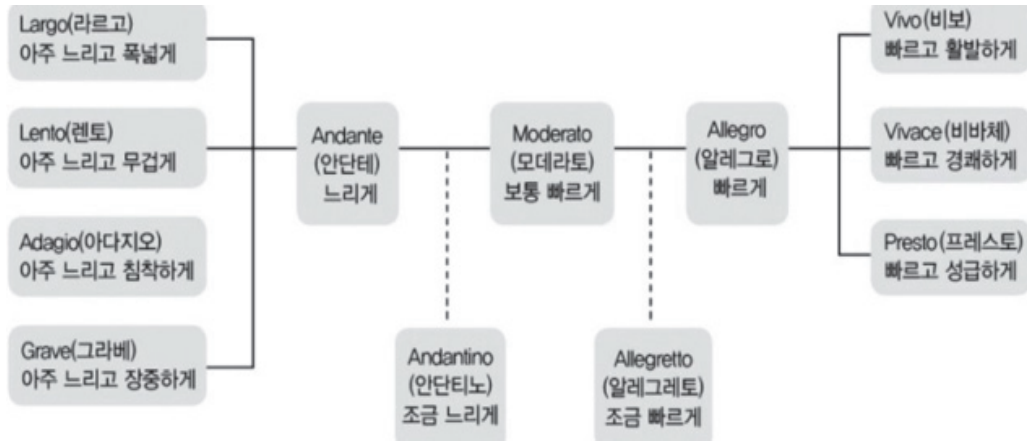 Largo(라르고)
아주 느리고 폭넓게
Lento(렌토)
아주 느리고 무겁게
Adagio(아다지오)
아주 느리고 침착하게
Grave(그라베)
아주 느리고 장중하게
Andante
(안단테)
느리게
Andantino
(안단티노)
조금 느리게
Moderato
(모데라토)
보통 빠르게
Allegretto
(알레그레토)
조금 빠르게
Allegro
(알레그로)
빠르게
Vivo(비보)
빠르고 활발하게
Vivace(비바체)
빠르고 경쾌하게
Presto(프레스토)
빠르고 성급하게